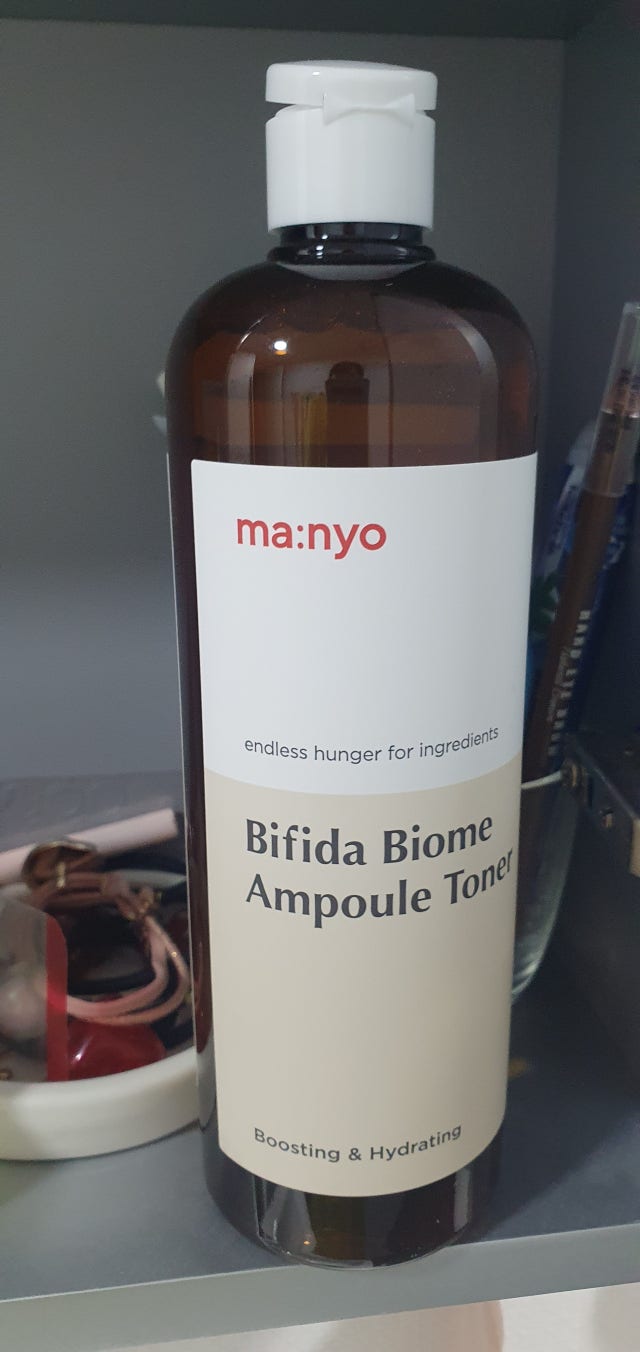 ma:nyo
endless hunger for ingredients
Bifida Biome
Ampoule Toner
Boosting & Hydrating